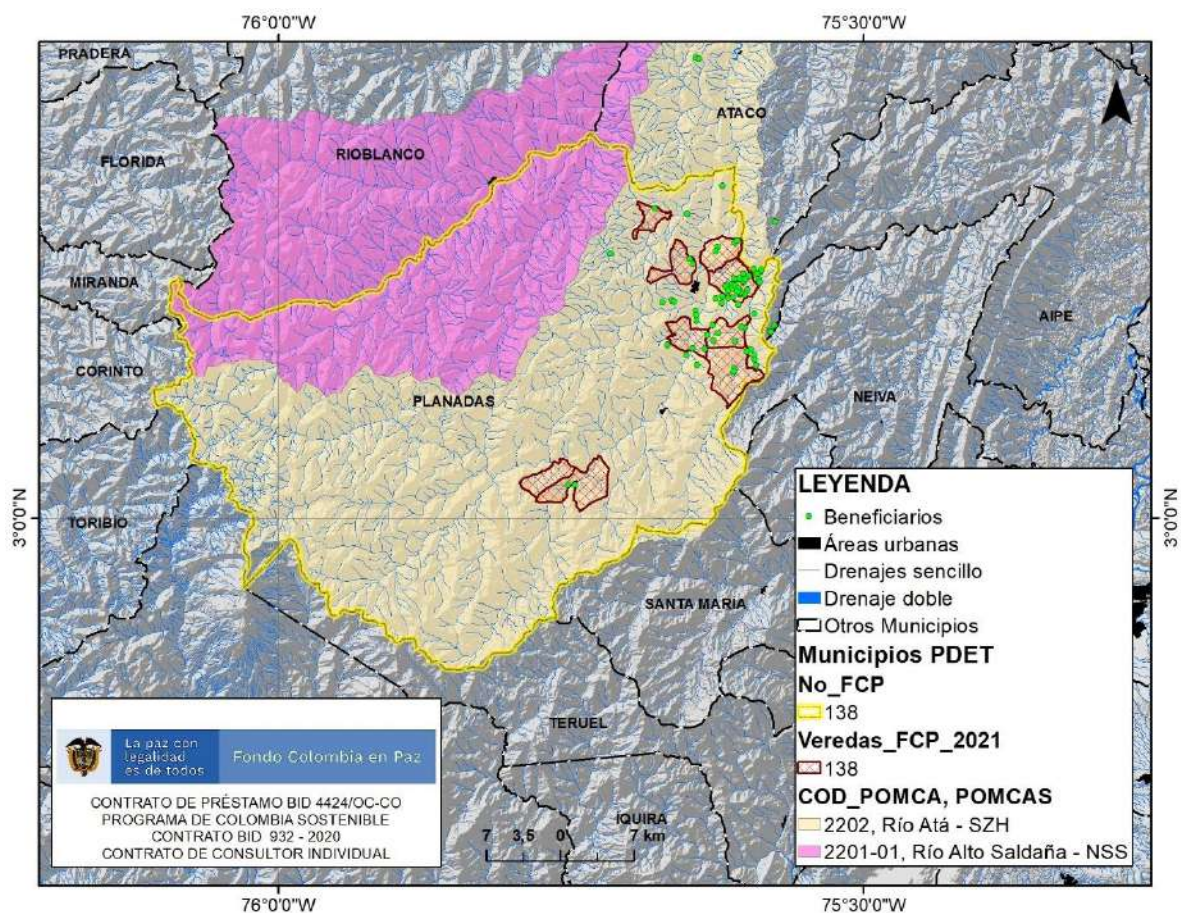 76°0'0"W
75°30'0"W
PRADERA
ATACO
RIOBLANCO
FLORIDA
MIRANDA
AIPE
CORINTO
PLANADAS
NEIVA
3°0'0"N
TORIBIO
3°0'0"N
SANTA MARIA
TERUEL
ÍQUIRA
7 3,5 0 7 km
LEYENDA
Beneficiarios
Áreas urbanas
Drenajes sencillo
Drenaje doble
Otros Municipios
Municipios PDET
No_FCP
138
Veredas_FCP_2021
138
COD_POMCA, POMCAS
2202, Río Atá - SZH
2201-01, Río Alto Saldaña - NSS
La paz con
legalidad
es de todos
Fondo Colombia en Paz
CONTRATO DE PRÉSTAMO BID 4424/OC-CO
PROGRAMA DE COLOMBIA SOSTENIBLE
CONTRATO BID 932 - 2020
CONTRATO DE CONSULTOR INDIVIDUAL
76°0'0"W
75°30'0"W